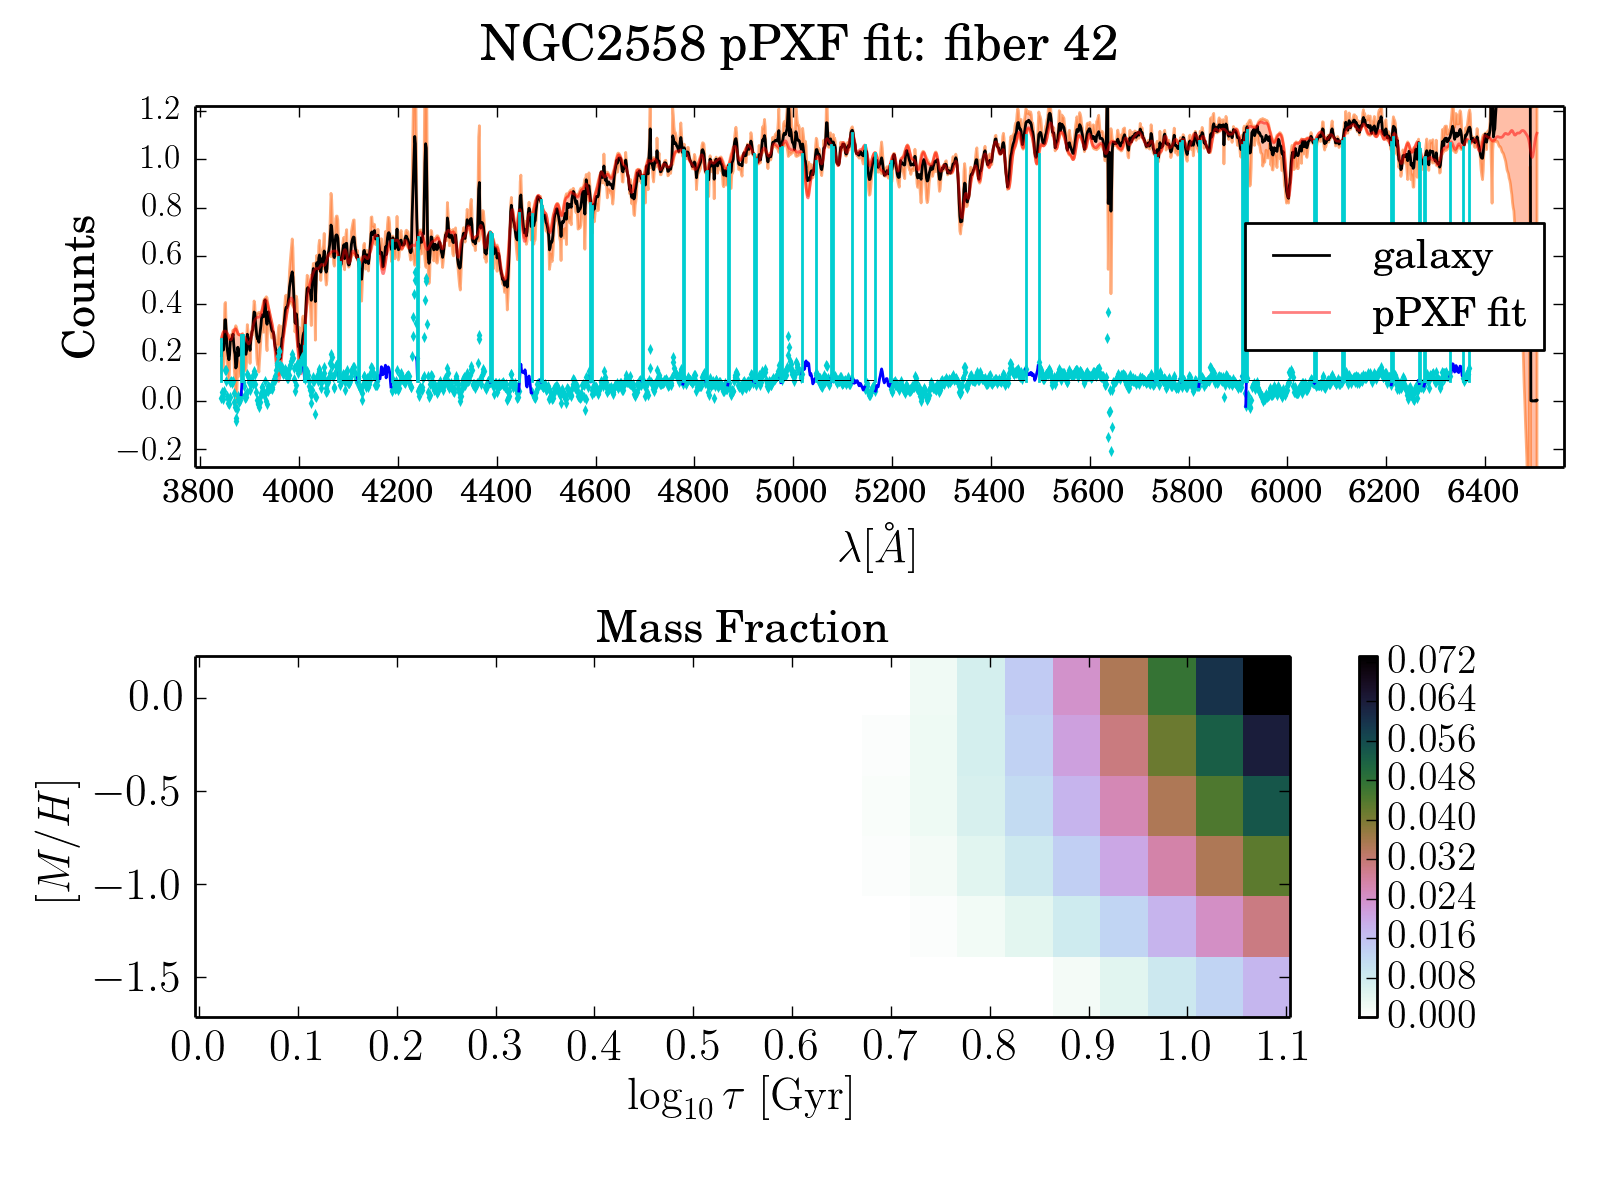 NGC2558 pPXF fit: fiber 42
Counts
1.2
1.0
0.8
0.6
0.4
0.2
0.0
−0.2
galaxy
pPXF fit
3800 4000 4200 4400 4600 4800 5000 5200 5400 5600 5800 6000 6200 6400
λ[Å]
Mass Fraction
[M/H]
0.0
−0.5
−1.0
−1.5
0.0 0.1 0.2 0.3 0.4 0.5 0.6 0.7 0.8 0.9 1.0 1.1
log₁₀ τ [Gyr]
0.072
0.064
0.056
0.048
0.040
0.032
0.024
0.016
0.008
0.000